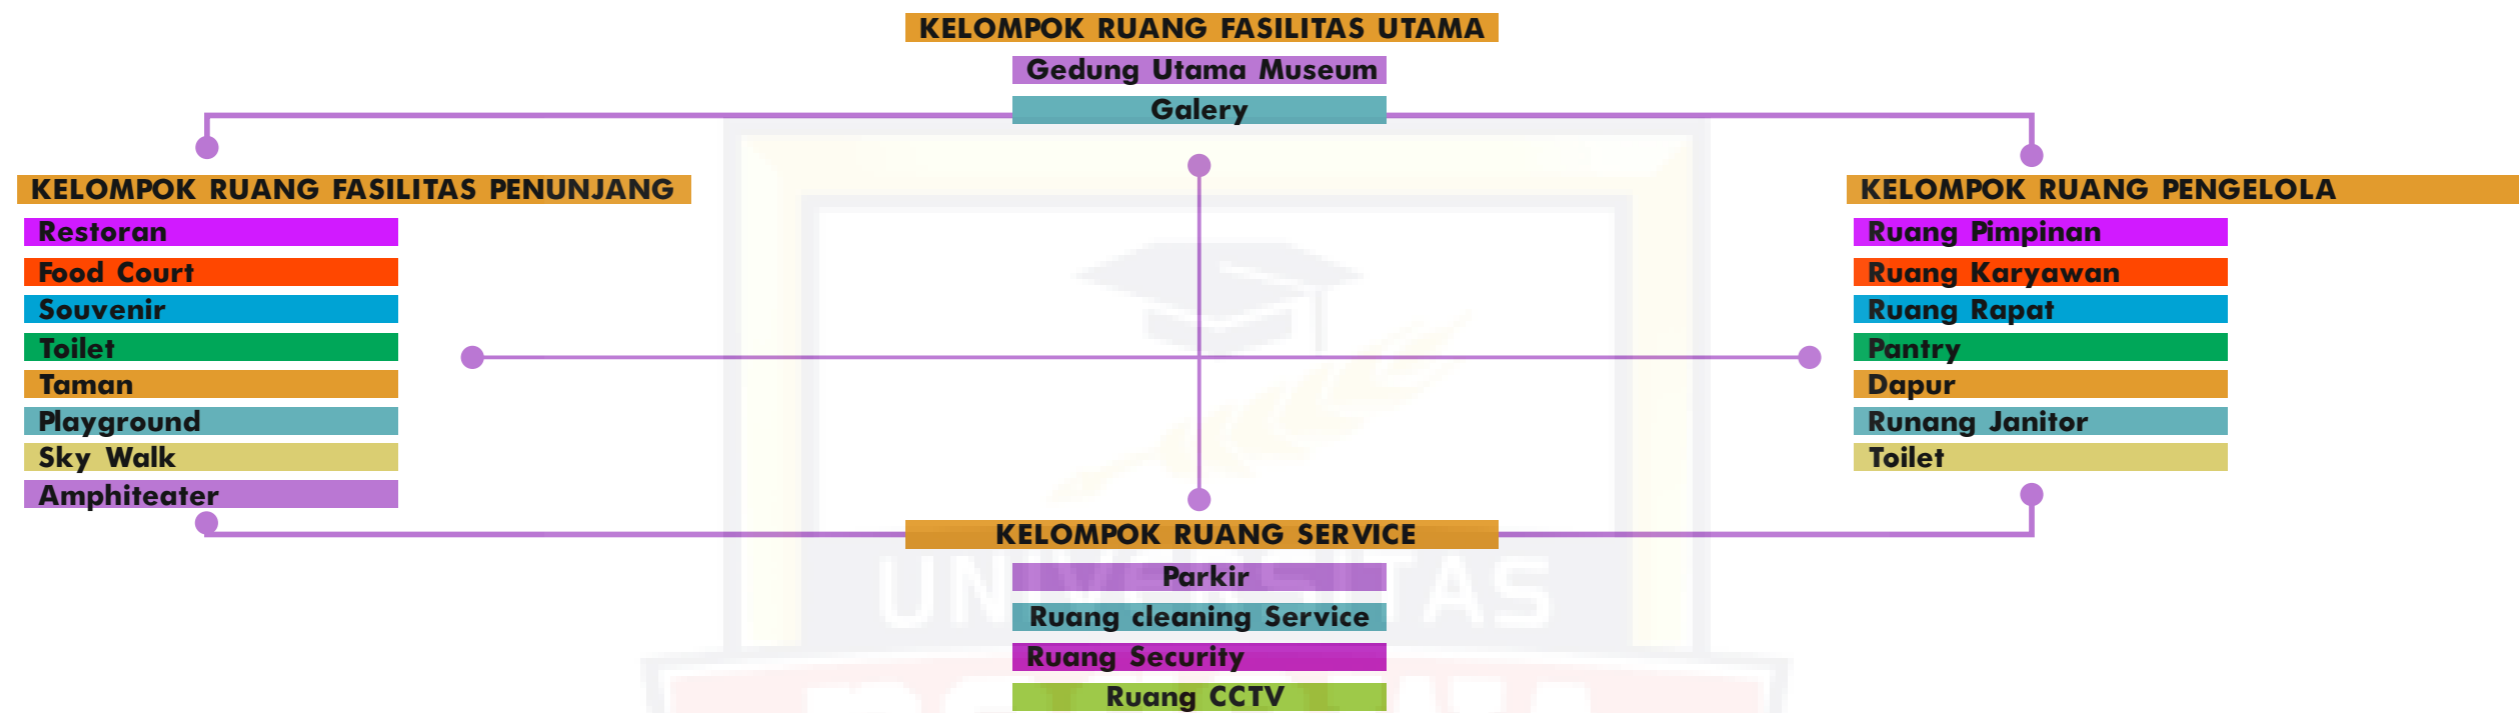 KELOMPOK RUANG FASILITAS UTAMA
Gedung Utama Museum
Galery
KELOMPOK RUANG FASILITAS PENUNJANG
Restoran
Food Court
Souvenir
Toilet
Taman
Playground
Sky Walk
Amphiteater
KELOMPOK RUANG PENGELOLA
Ruang Pimpinan
Ruang Karyawan
Ruang Rapat
Pantry
Dapur
Runang Janitor
Toilet
KELOMPOK RUANG SERVICE
Parkir
Ruang cleaning Service
Ruang Security
Ruang CCTV
UNIVERSITAS